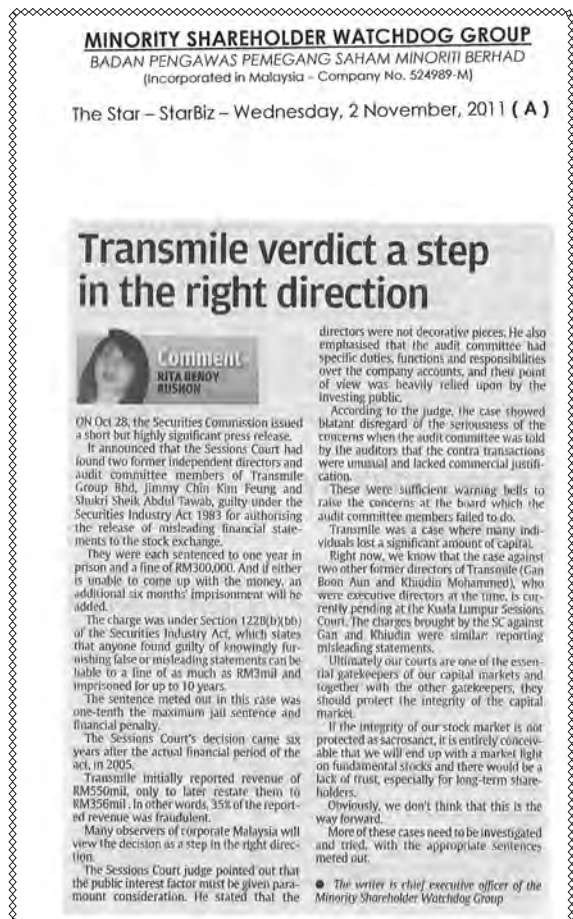 MINORITY SHAREHOLDER WATCHDOG GROUP
BADAN PENGAWAS PEMEGANG SAHAM MINORITI BERHAD
(Incorporated in Malaysia - Company No. 524989-M)
The Star – StarBiz – Wednesday, 2 November, 2011 ( A )
Transmile verdict a step
in the right direction
Comment
RITA BENOY
BUSHON
ON Oct 28, the Securities Commission issued
a short but highly significant press release.
It announced that the Sessions Court had
found two former independent directors and
audit committee members of Transmile
Group Bhd, Jimmy Chin Kim Feung and
Shukri Sheik Abdul Tawab, guilty under the
Securities Industry Act 1983 for authorising
the release of misleading financial state-
ments to the stock exchange.
They were each sentenced to one year in
prison and a fine of RM300,000. And if either
is unable to come up with the money, an
additional six months' imprisonment will be
added.
The charge was under Section 122B(b)(bb)
of the Securities Industry Act, which states
that anyone found guilty of knowingly fur-
nishing false or misleading statements can be
liable to a fine of as much as RM3mil and
imprisoned for up to 10 years.
The sentence meted out in this case was
one-tenth the maximum jail sentence and
financial penalty.
The Sessions Court's decision came six
years after the actual financial period of the
act, in 2005.
Transmile initially reported revenue of
RM550mil, only to later restate them to
RM356mil . In other words, 35% of the report-
ed revenue was fraudulent.
Many observers of corporate Malaysia will
view the decision as a step in the right direc-
tion.
The Sessions Court judge pointed out that
the public interest factor must be given para-
mount consideration. He stated that the
directors were not decorative pieces. He also
emphasised that the audit committee had
specific duties, functions and responsibilities
over the company accounts, and their point
of view was heavily relied upon by the
investing public.
According to the judge, the case showed
blatant disregard of the seriousness of the
concerns when the audit committee was told
by the auditors that the contra transactions
were unusual and lacked commercial justifi-
cation.
These were sufficient warning bells to
raise the concerns at the board which the
audit committee members failed to do.
Transmile was a case where many indi-
viduals lost a significant amount of capital.
Right now, we know that the case against
two other former directors of Transmile (Gan
Boon Aun and Khiudin Mohammed), who
were executive directors at the time, is cur-
rently pending at the Kuala Lumpur Sessions
Court. The charges brought by the SC against
Gan and Khiudin were similar: reporting
misleading statements.
Ultimately our courts are one of the essen-
tial gatekeepers of our capital markets and
together with the other gatekeepers, they
should protect the integrity of the capital
market.
If the integrity of our stock market is not
protected as sacrosanct, it is entirely conceiv-
able that we will end up with a market light
on fundamental stocks and there would be a
lack of trust, especially for long-term share-
holders.
Obviously, we don't think that this is the
way forward.
More of these cases need to be investigated
and tried, with the appropriate sentences
meted out.
● The writer is chief executive officer of the
Minority Shareholder Watchdog Group